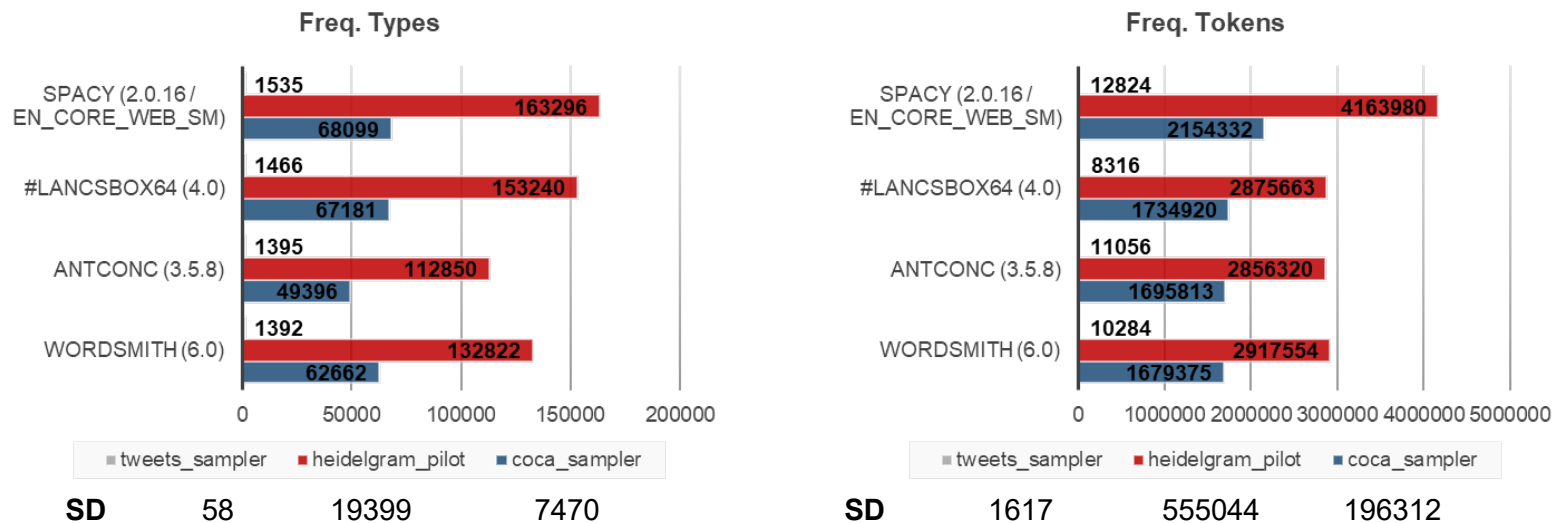 Freq. Types
SPACY (2.0.16 /
EN_CORE_WEB_SM)
1535
163296
68099
#LANCSBOX64 (4.0)
1466
153240
67181
ANTCONC (3.5.8)
1395
112850
49396
WORDSMITH (6.0)
1392
132822
62662
0 50000 100000 150000 200000
tweets_sampler heidelgram_pilot coca_sampler
SD 58 19399 7470
Freq. Tokens
SPACY (2.0.16 /
EN_CORE_WEB_SM)
12824
4163980
2154332
#LANCSBOX64 (4.0)
8316
2875663
1734920
ANTCONC (3.5.8)
11056
2856320
1695813
WORDSMITH (6.0)
10284
2917554
1679375
0 1000000 2000000 3000000 4000000 5000000
tweets_sampler heidelgram_pilot coca_sampler
SD 1617 555044 196312